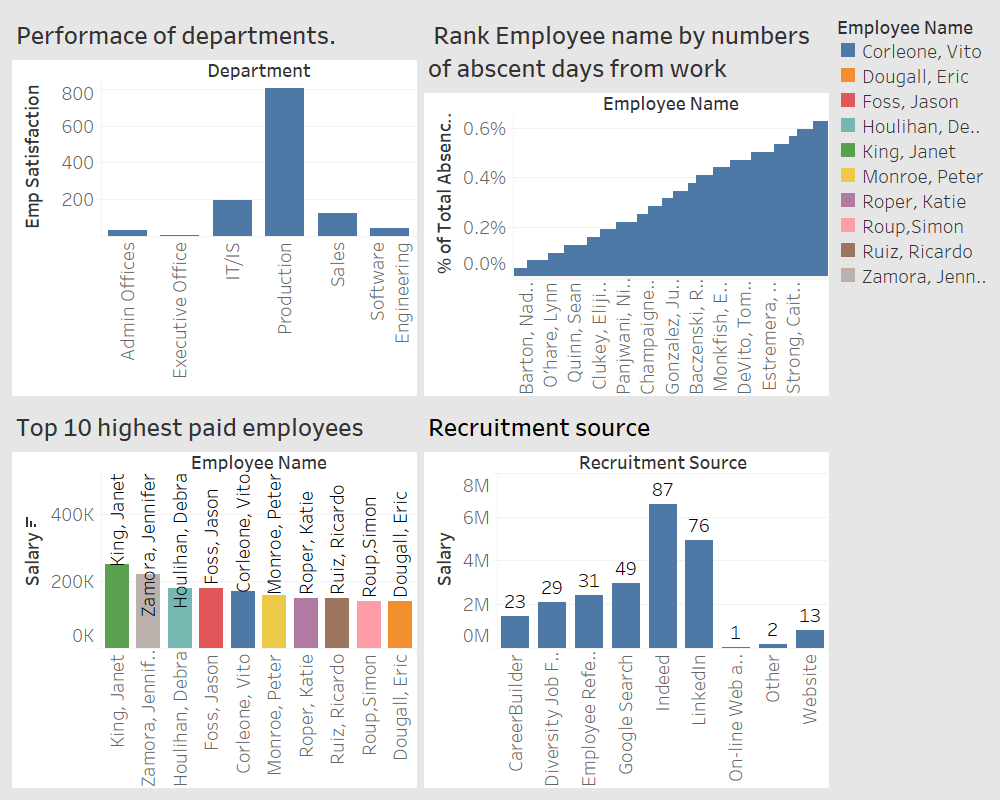 Performace of departments.
Department
Emp Satisfaction
800
600
400
200
Admin Offices
Executive Office
IT/IS
Production
Sales
Software
Engineering
Rank Employee name by numbers
of abscent days from work
Employee Name
% of Total Absenc..
0.6%
0.4%
0.2%
0.0%
Barton, Nad..
O'hare, Lynn
Quinn, Sean
Clukey, Eliji..
Panjwani, Ni..
Champaigne..
Gonzalez, Ju..
Baczenski, R..
Monkfish, E..
DeVito, Tom..
Estremera, ..
Strong, Cait..
Employee Name
Corleone, Vito
Dougall, Eric
Foss, Jason
Houlihan, De..
King, Janet
Monroe, Peter
Roper, Katie
Roup,Simon
Ruiz, Ricardo
Zamora, Jenn..
Top 10 highest paid employees
Employee Name
Salary
400K
200K
0K
King, Janet
Zamora, Jennifer
Houlihan, Debra
Foss, Jason
Corleone, Vito
Monroe, Peter
Roper, Katie
Ruiz, Ricardo
Roup,Simon
Dougall, Eric
King, Janet
Zamora, Jennif..
Houlihan, Debra
Foss, Jason
Corleone, Vito
Monroe, Peter
Roper, Katie
Ruiz, Ricardo
Roup,Simon
Dougall, Eric
Recruitment source
Recruitment Source
Salary
8M
6M
4M
2M
0M
23
29
31
49
87
76
1
2
13
CareerBuilder
Diversity Job F..
Employee Refe..
Google Search
Indeed
LinkedIn
On-line Web a..
Other
Website